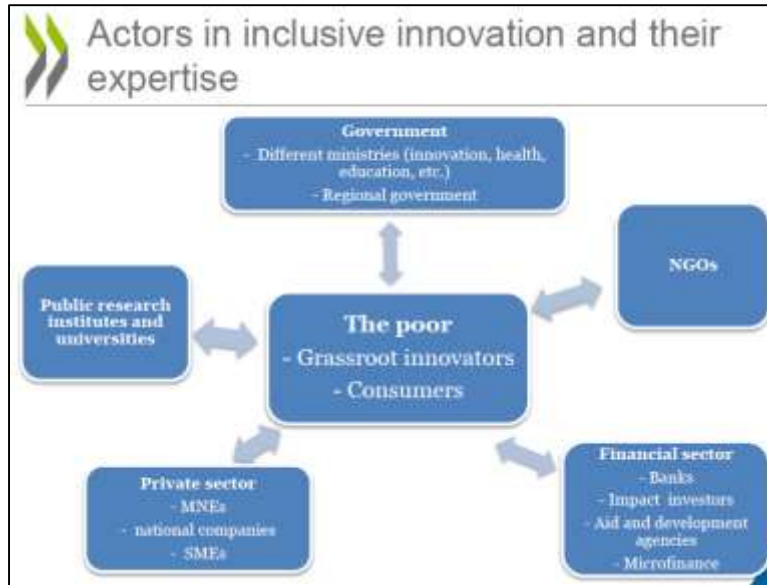 Actors in inclusive innovation and their
expertise
Government
- Different ministries (innovation, health,
education, etc.)
- Regional government
NGOs
Public research
institutes and
universities
The poor
- Grassroot innovators
- Consumers
Private sector
- MNEs
- national companies
- SMEs
Financial sector
- Banks
- Impact investors
- Aid and development
agencies
- Microfinance